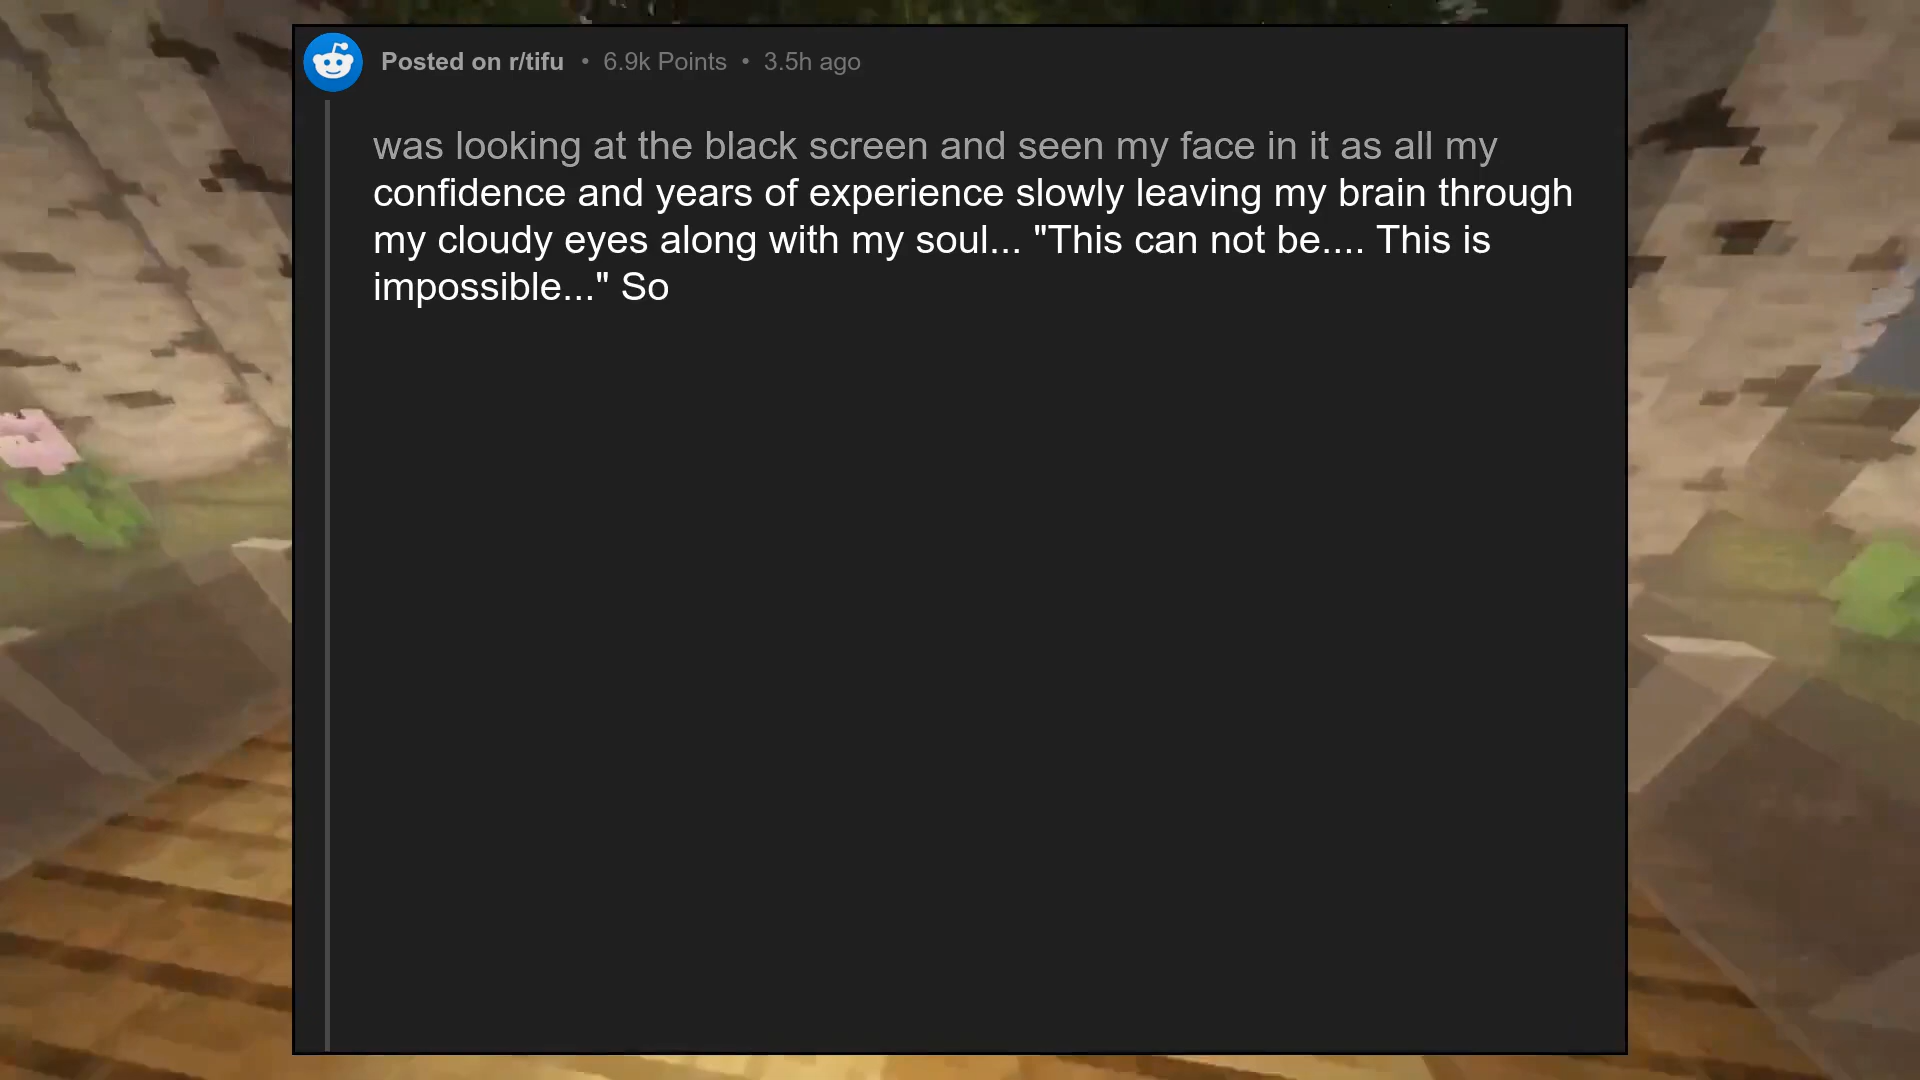 Posted on r/tifu • 6.9k Points • 3.5h ago
was looking at the black screen and seen my face in it as all my
confidence and years of experience slowly leaving my brain through
my cloudy eyes along with my soul... "This can not be.... This is
impossible..." So